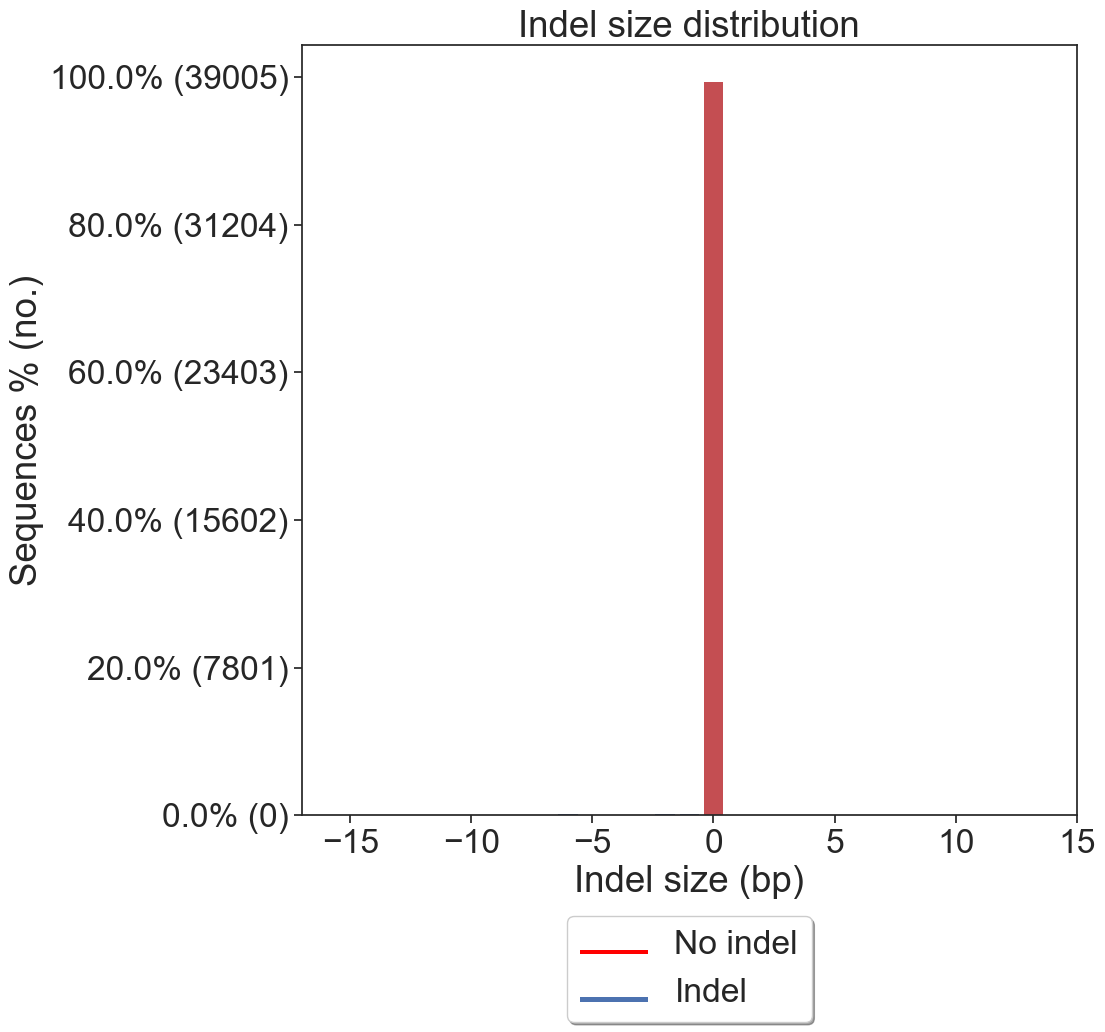 Indel size distribution
100.0% (39005)
80.0% (31204)
60.0% (23403)
40.0% (15602)
20.0% (7801)
0.0% (0)
Sequences % (no.)
−15 −10 −5 0 5 10 15
Indel size (bp)
No indel
Indel